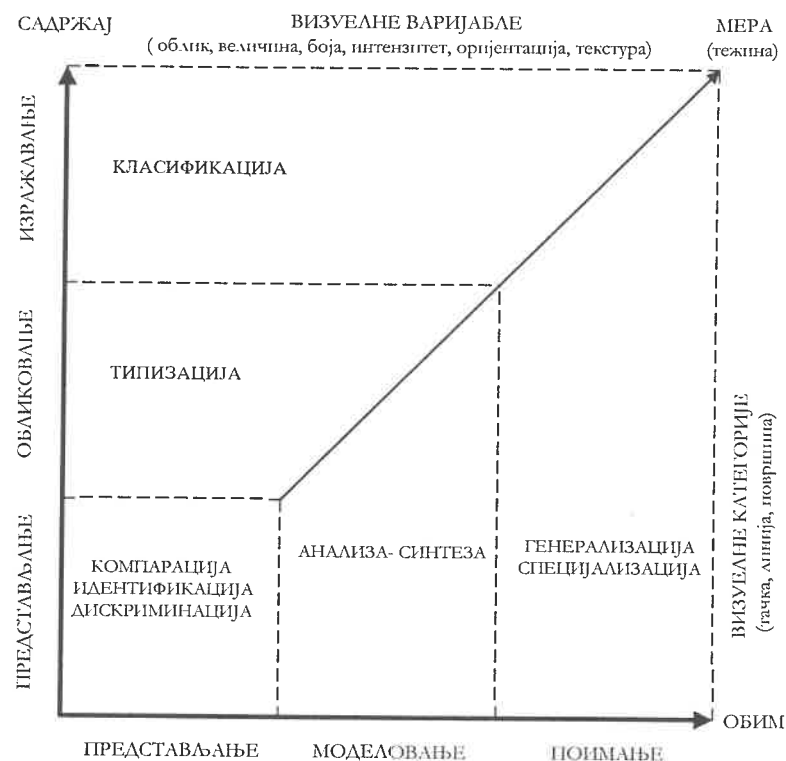 САДРЖАЈ
ВИЗУЕЛНЕ ВАРИЈАБЛЕ
( облик, величина, боја, интензитет, оријентација, текстура)
МЕРА
(тежина)
ИЗРАЖАВАЊЕ
КЛАСИФИКАЦИЈА
ОБЛИКОВАЊЕ
ТИПИЗАЦИЈА
ПРЕДСТАВЉАЊЕ
КОМПАРАЦИЈА
ИДЕНТИФИКАЦИЈА
ДИСКРИМИНАЦИЈА
АНАЛИЗА- СИНТЕЗА
ГЕНЕРАЛИЗАЦИЈА
СПЕЦИЈАЛИЗАЦИЈА
ВИЗУЕЛНЕ КАТЕГОРИЈЕ
(тачка, линија, површина)
ОБИМ
ПРЕДСТАВЉАЊЕ
МОДЕЛОВАЊЕ
ПОИМАЊЕ